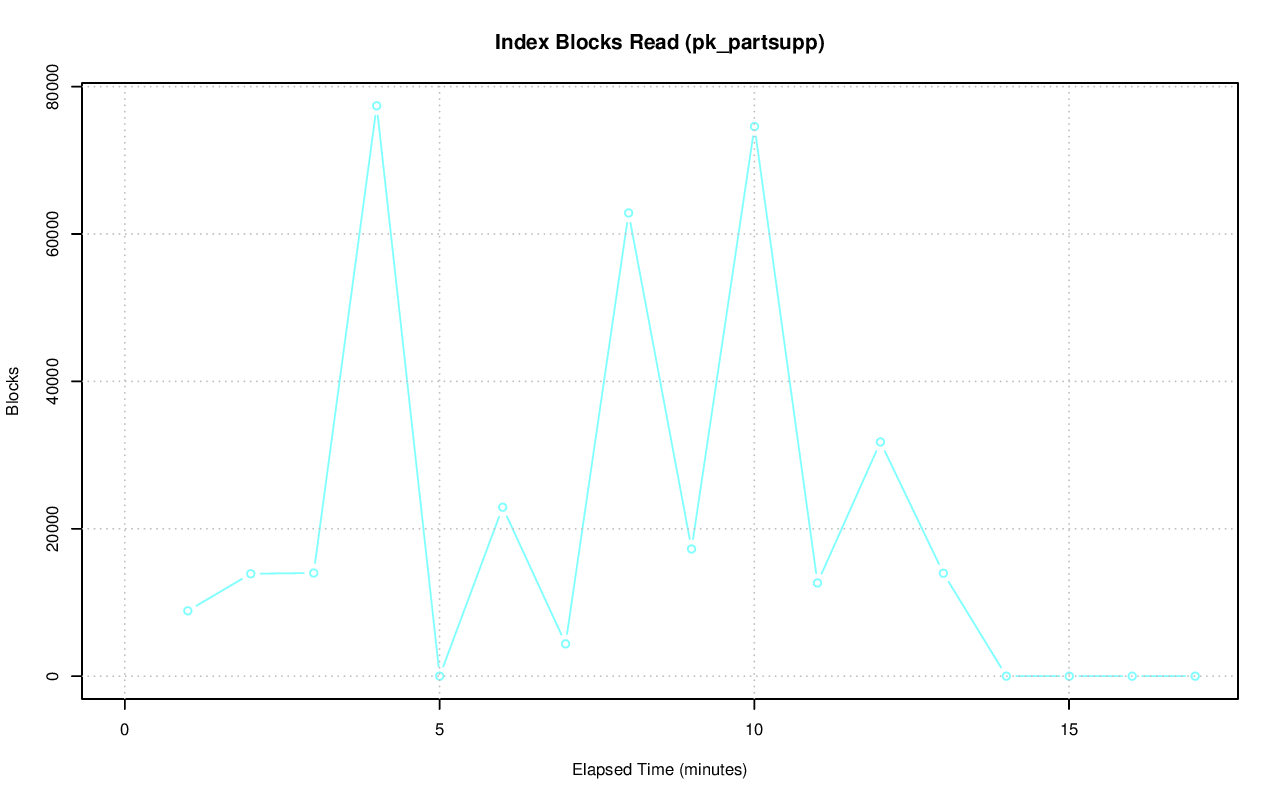 Index Blocks Read (pk_partsupp)
80000
60000
40000
20000
0
Blocks
0 5 10 15
Elapsed Time (minutes)